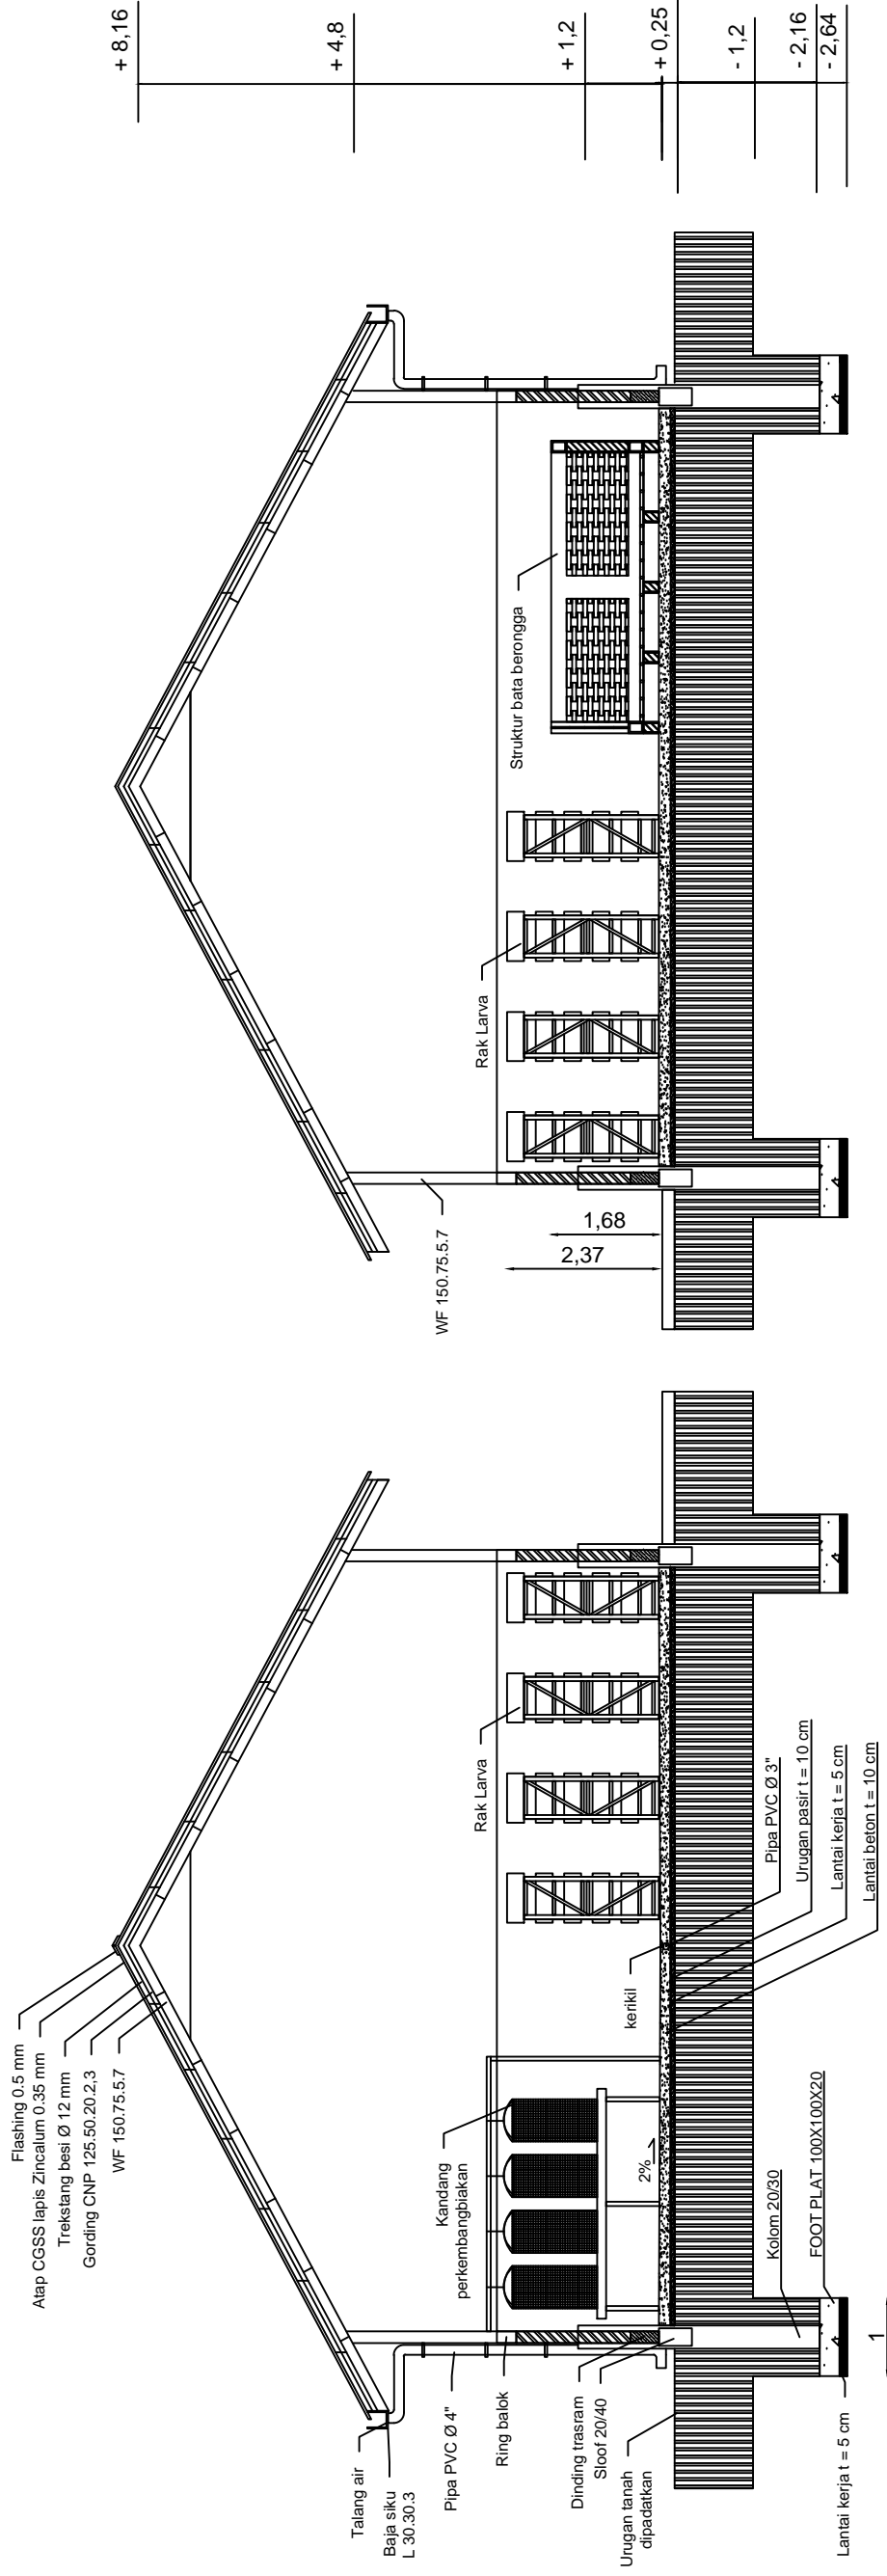 Flashing 0.5 mm
Atap CGSS lapis Zincalum 0.35 mm
Trekstang besi Ø 12 mm
Gording CNP 125.50.20.2,3
WF 150.75.5.7
Talang air
Baja siku
L 30.30.3
Pipa PVC Ø 4"
Ring balok
Dinding trasram
Sloof 20/40
Urugan tanah
dipadatkan
Lantai kerja t = 5 cm
1
Kandang
perkembangbiakan
2%
Kolom 20/30
FOOT PLAT 100X100X20
kerikil
Rak Larva
Pipa PVC Ø 3"
Urugan pasir t = 10 cm
Lantai kerja t = 5 cm
Lantai beton t = 10 cm
WF 150.75.5.7
2,37
1,68
Rak Larva
Struktur bata berongga
+ 8,16
+ 4,8
+ 1,2
+ 0,25
- 1,2
- 2,16
- 2,64